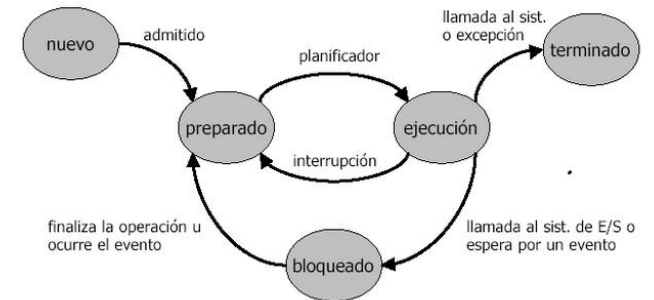 nuevo
admitido
llamada al sist.
o excepción
terminado
planificador
preparado
ejecución
interrupción
finaliza la operación u
ocurre el evento
llamada al sist. de E/S o
espera por un evento
bloqueado